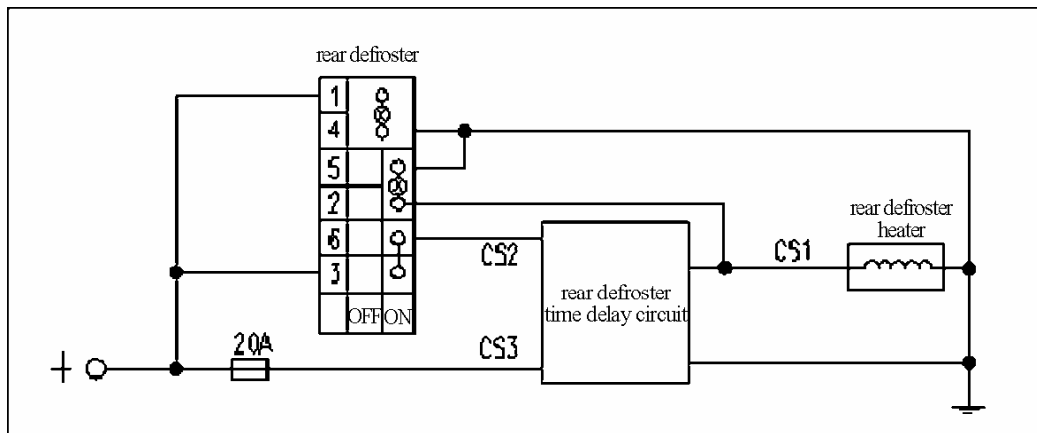 rear defroster
1
4
5
2
6
3
OFF ON
CS2
CS1
rear defroster
heater
rear defroster
time delay circuit
20A
CS3
+